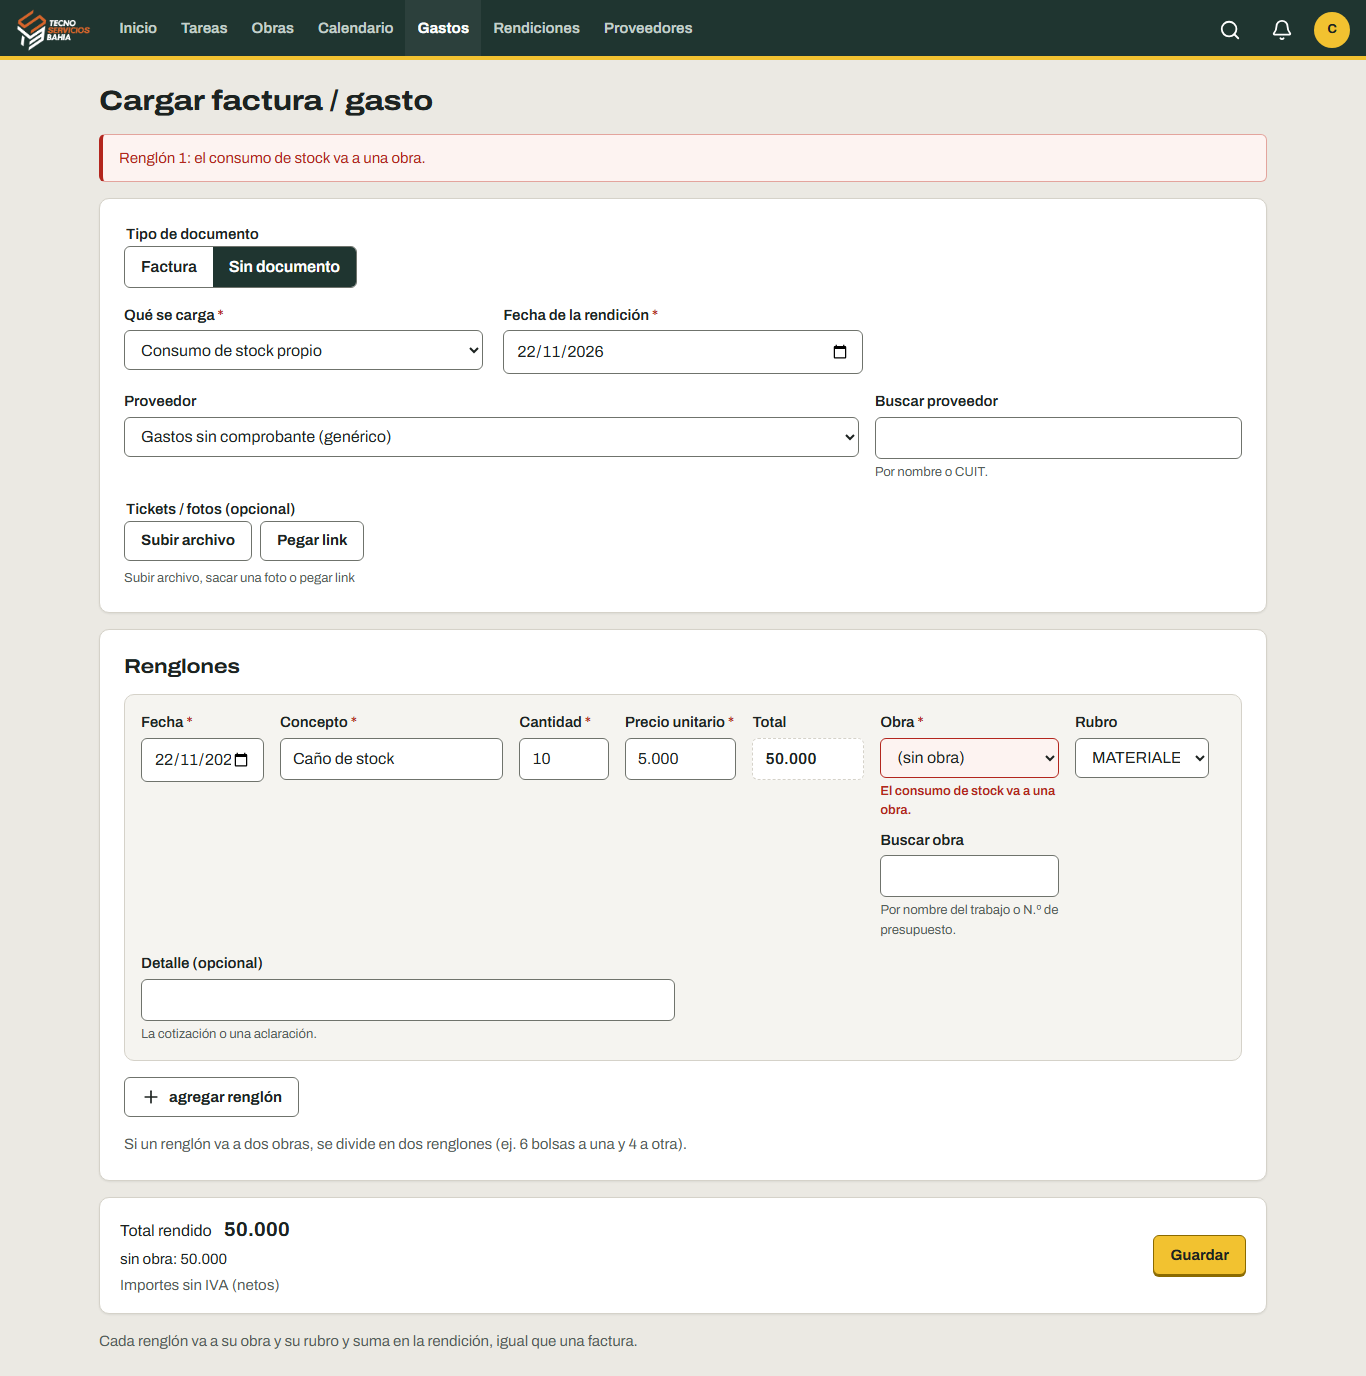 TECNO
SERVICIOS
BAHIA
Inicio
Tareas
Obras
Calendario
Gastos
Rendiciones
Proveedores
C
Cargar factura / gasto
Renglón 1: el consumo de stock va a una obra.
Tipo de documento
Factura
Sin documento
Qué se carga *
Fecha de la rendición *
Consumo de stock propio
22/11/2026
Proveedor
Buscar proveedor
Gastos sin comprobante (genérico)
Por nombre o CUIT.
Tickets / fotos (opcional)
Subir archivo
Pegar link
Subir archivo, sacar una foto o pegar link
Renglones
Fecha *
Concepto *
Cantidad *
Precio unitario *
Total
Obra *
Rubro
22/11/202
Caño de stock
10
5.000
50.000
(sin obra)
MATERIALE
El consumo de stock va a una
obra.
Buscar obra
Por nombre del trabajo o N.º de
presupuesto.
Detalle (opcional)
La cotización o una aclaración.
+ agregar renglón
Si un renglón va a dos obras, se divide en dos renglones (ej. 6 bolsas a una y 4 a otra).
Total rendido 50.000
sin obra: 50.000
Importes sin IVA (netos)
Guardar
Cada renglón va a su obra y su rubro y suma en la rendición, igual que una factura.